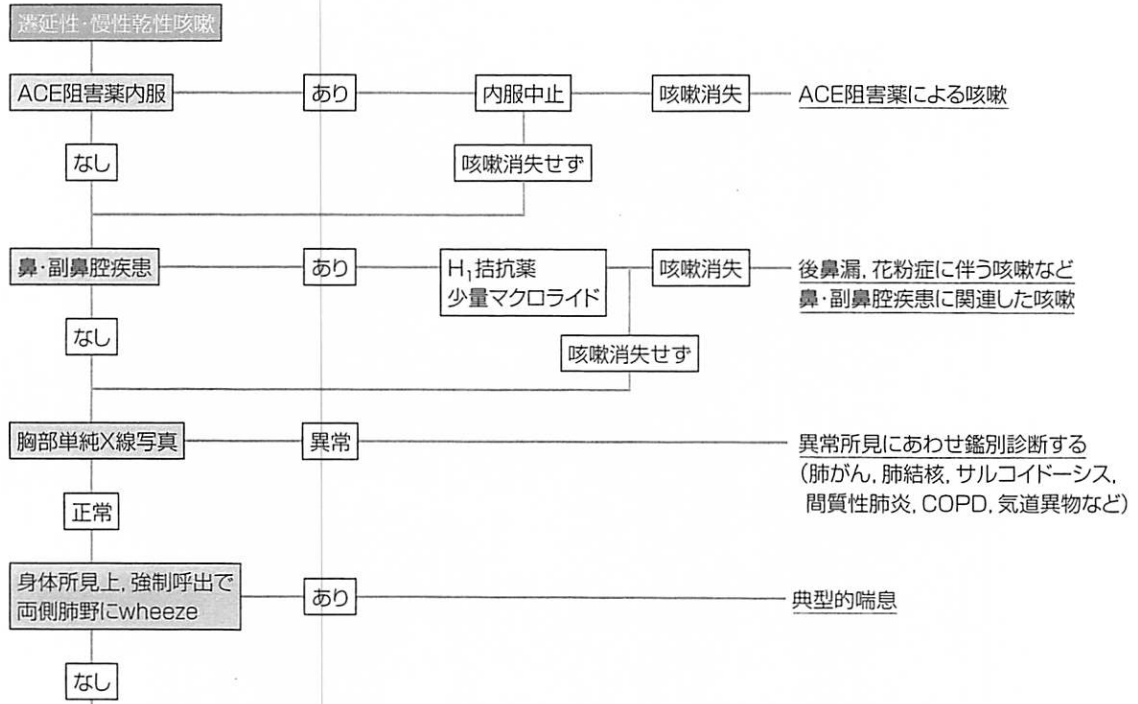 遷延性・慢性乾性咳嗽
ACE阻害薬内服
あり
内服中止
咳嗽消失
ACE阻害薬による咳嗽
なし
咳嗽消失せず
鼻・副鼻腔疾患
あり
H₁拮抗薬
少量マクロライド
咳嗽消失
後鼻漏，花粉症に伴う咳嗽など
鼻・副鼻腔疾患に関連した咳嗽
なし
咳嗽消失せず
胸部単純X線写真
異常
異常所見にあわせ鑑別診断する
（肺がん，肺結核，サルコイドーシス，
間質性肺炎，COPD，気道異物など）
正常
身体所見上，強制呼出で
両側肺野にwheeze
あり
典型的喘息
なし